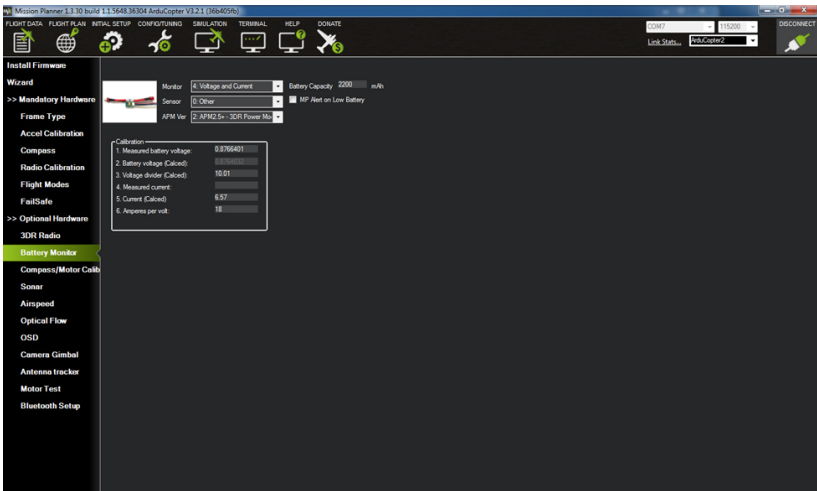 Mission Planner 1.3.30 build 1.1.5648.36304 ArduCopter V3.2.1 (36b405fb)
FLIGHT DATA FLIGHT PLAN INITIAL SETUP CONFIG/TUNING SIMULATION TERMINAL HELP DONATE
COM7 115200 DISCONNECT
Link Stats... ArduCopter2
Install Firmware
Wizard
>> Mandatory Hardware
Frame Type
Accel Calibration
Compass
Radio Calibration
Flight Modes
FailSafe
>> Optional Hardware
3DR Radio
Battery Monitor
Compass/Motor Calib
Sonar
Airspeed
Optical Flow
OSD
Camera Gimbal
Antenna tracker
Motor Test
Bluetooth Setup
Monitor 4: Voltage and Current Battery Capacity 2200 mAh
Sensor 0: Other MP Alert on Low Battery
APM Ver 2: APM2.5+ - 3DR Power Mo
Calibration
1. Measured battery voltage: 0.8766401
2. Battery voltage (Calced):
3. Voltage divider (Calced): 10.01
4. Measured current:
5. Current (Calced) 6.57
6. Amperes per volt: 18